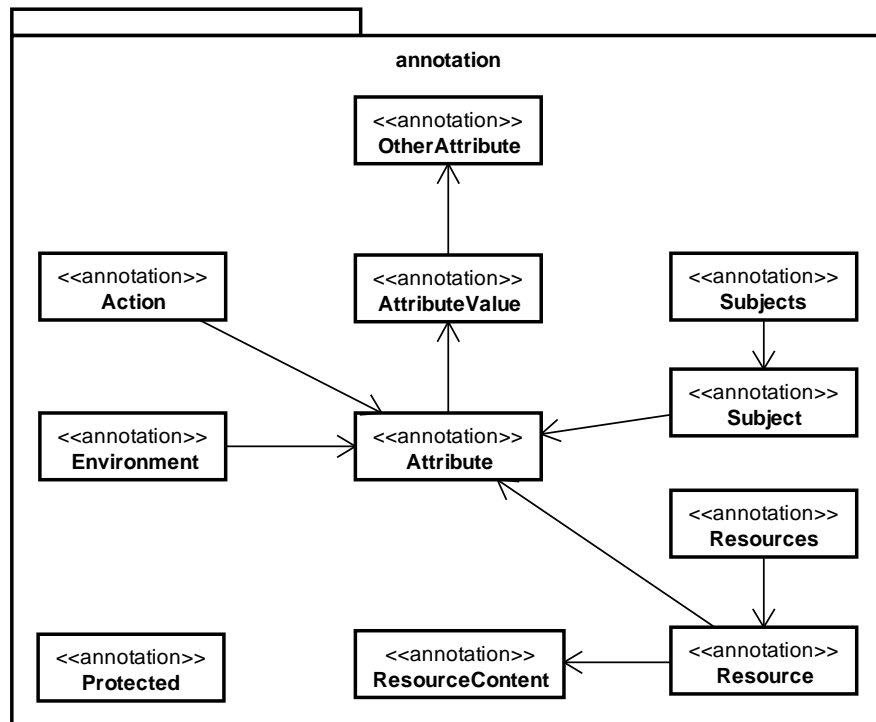 annotation
<<annotation>>
OtherAttribute
<<annotation>>
Action
<<annotation>>
AttributeValue
<<annotation>>
Subjects
<<annotation>>
Subject
<<annotation>>
Environment
<<annotation>>
Attribute
<<annotation>>
Resources
<<annotation>>
Protected
<<annotation>>
ResourceContent
<<annotation>>
Resource